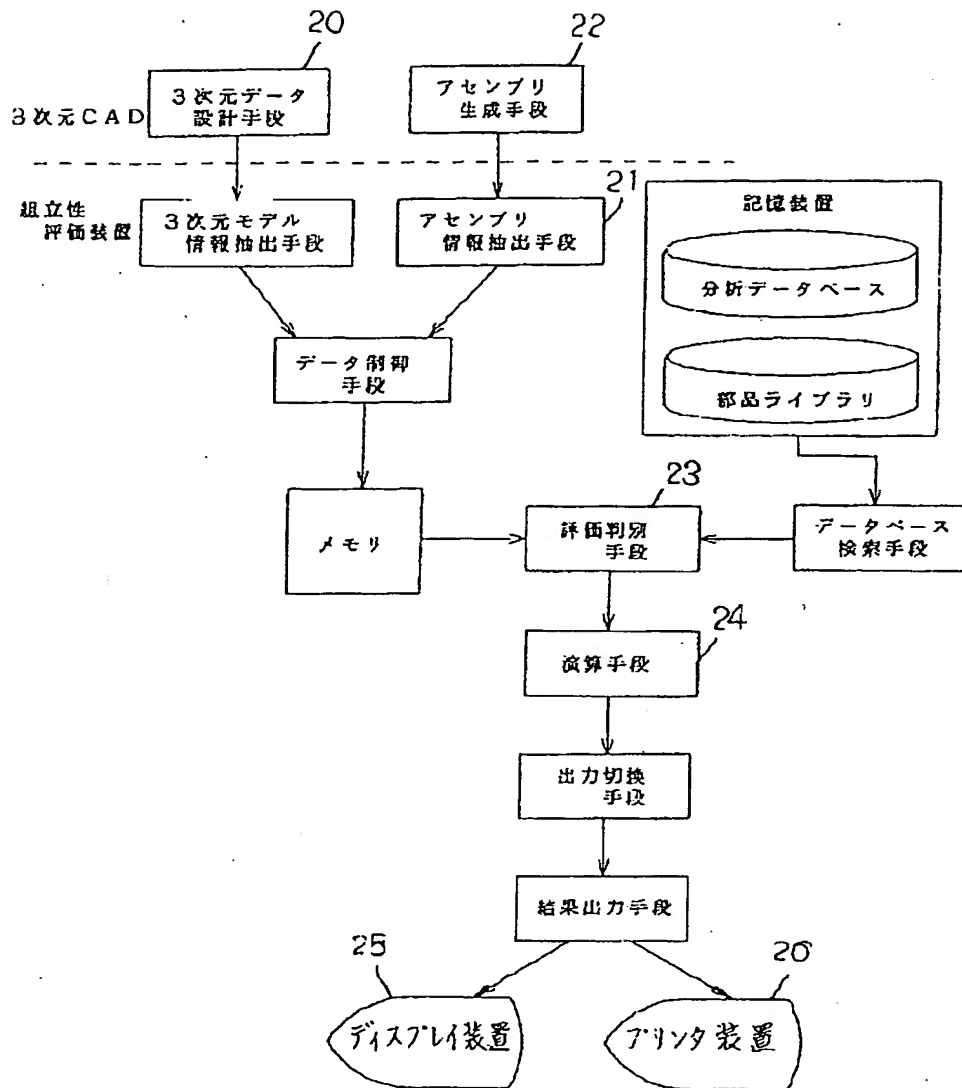 20
22
3次元CAD
3次元データ
設計手段
アセンブリ
生成手段
21
組立性
評価装置
3次元モデル
情報抽出手段
アセンブリ
情報抽出手段
記憶装置
分析データベース
部品ライブラリ
データ制御
手段
23
メモリ
評価判別
手段
データベース
検索手段
24
演算手段
出力切換
手段
結果出力手段
25
26
ディスプレイ装置
プリンタ装置